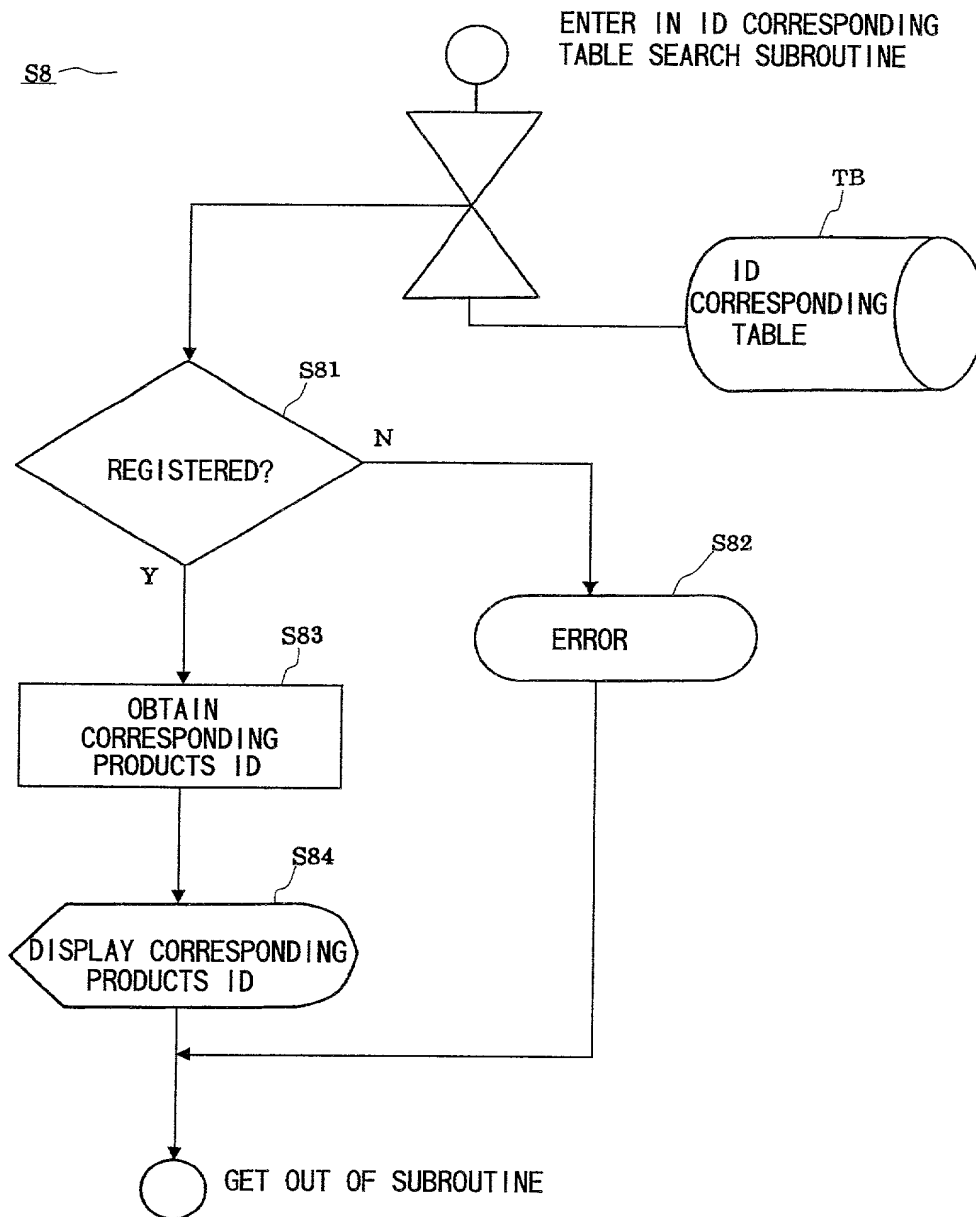 ENTER IN ID CORRESPONDING
TABLE SEARCH SUBROUTINE
S8
TB
ID
CORRESPONDING
TABLE
S81
REGISTERED?
N
Y
S82
ERROR
S83
OBTAIN
CORRESPONDING
PRODUCTS ID
S84
DISPLAY CORRESPONDING
PRODUCTS ID
GET OUT OF SUBROUTINE